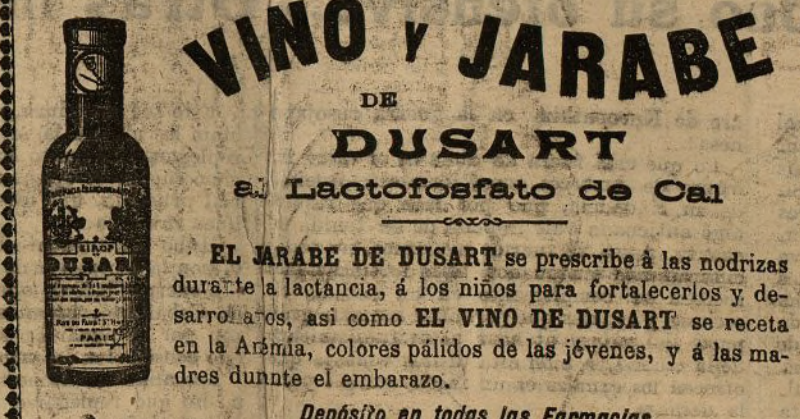 VINO Y JARABE
DE
DUSART
al Lactofosfato de Cal
SIROP
DUSART
PARIS
EL JARABE DE DUSART se prescribe á las nodrizas
durante la lactancia, á los niños para fortalecerlos y de-
sarrollarlos, asi como EL VINO DE DUSART se receta
en la Anemia, colores pálidos de las jóvenes, y á las ma-
dres durante el embarazo.
Depósito en todas las Farmacias